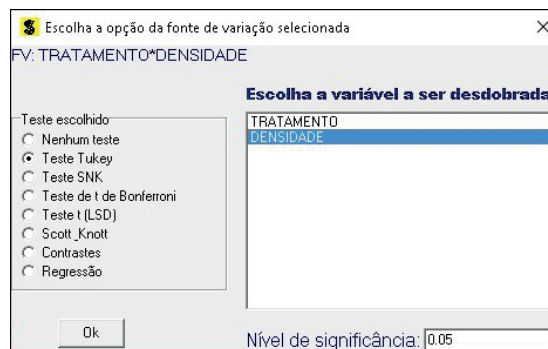 Escolha a opção da fonte de variação selecionada
FV: TRATAMENTO*DENSIDADE
Escolha a variável a ser desdobrada
Teste escolhido
Nenhum teste
Teste Tukey
Teste SNK
Teste de t de Bonferroni
Teste t (LSD)
Scott_Knott
Contrastes
Regressão
TRATAMENTO
DENSIDADE
Ok
Nível de significância: 0.05